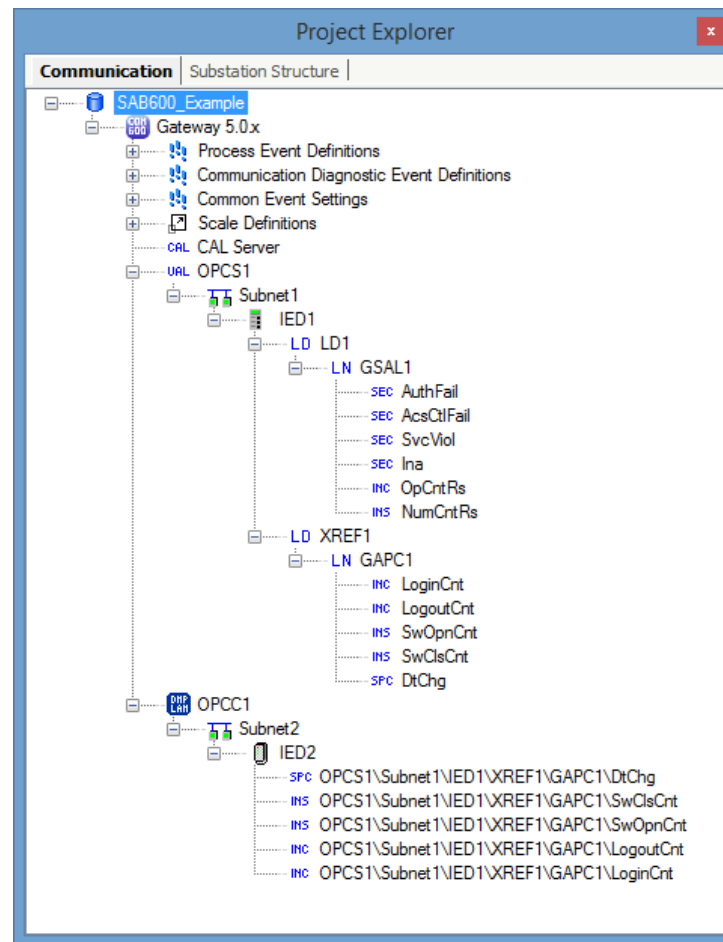 Project Explorer
x
Communication Substation Structure
SAB600_Example
COM 600 Gateway 5.0.x
Process Event Definitions
Communication Diagnostic Event Definitions
Common Event Settings
Scale Definitions
CAL CAL Server
UAL OPCS1
Subnet1
IED1
LD LD1
LN GSAL1
SEC AuthFail
SEC AcsCtlFail
SEC SvcViol
SEC Ina
INC OpCntRs
INS NumCntRs
LD XREF1
LN GAPC1
INC LoginCnt
INC LogoutCnt
INS SwOpnCnt
INS SwClsCnt
SPC DtChg
DNP LAN OPCC1
Subnet2
IED2
SPC OPCS1\Subnet1\IED1\XREF1\GAPC1\DtChg
INS OPCS1\Subnet1\IED1\XREF1\GAPC1\SwClsCnt
INS OPCS1\Subnet1\IED1\XREF1\GAPC1\SwOpnCnt
INC OPCS1\Subnet1\IED1\XREF1\GAPC1\LogoutCnt
INC OPCS1\Subnet1\IED1\XREF1\GAPC1\LoginCnt